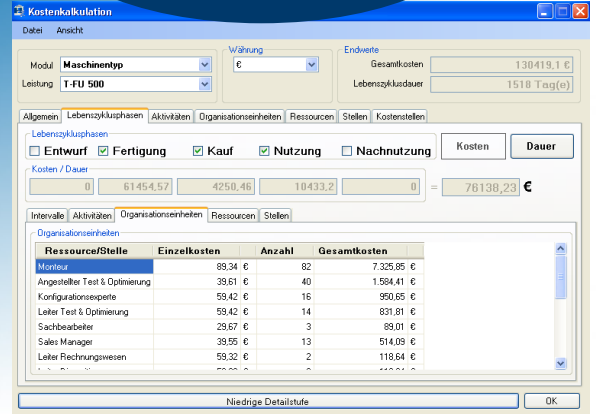 Kostenkalkulation
Datei Ansicht
Modul Maschinentyp
Leistung T-FU 500
Währung
€
Endwerte
Gesamtkosten 130419,1 €
Lebenszyklusdauer 1518 Tag(e)
Allgemein Lebenszyklusphasen Aktivitäten Organisationseinheiten Ressourcen Stellen Kostenstellen
Lebenszyklusphasen
Entwurf Fertigung Kauf Nutzung Nachnutzung Kosten Dauer
Kosten / Dauer
0 61454,57 4250,46 10433,2 0 = 76138,23 €
Intervalle Aktivitäten Organisationseinheiten Ressourcen Stellen
Organisationseinheiten
Ressource/Stelle Einzelkosten Anzahl Gesamtkosten
Monteur 89,34 € 82 7.325,85 €
Angestellter Test & Optimierung 39,61 € 40 1.584,41 €
Konfigurationsexperte 59,42 € 16 950,65 €
Leiter Test & Optimierung 59,42 € 14 831,81 €
Sachbearbeiter 29,67 € 3 89,01 €
Sales Manager 39,55 € 13 514,09 €
Leiter Rechnungswesen 59,32 € 2 118,64 €
Niedrige Detailstufe OK